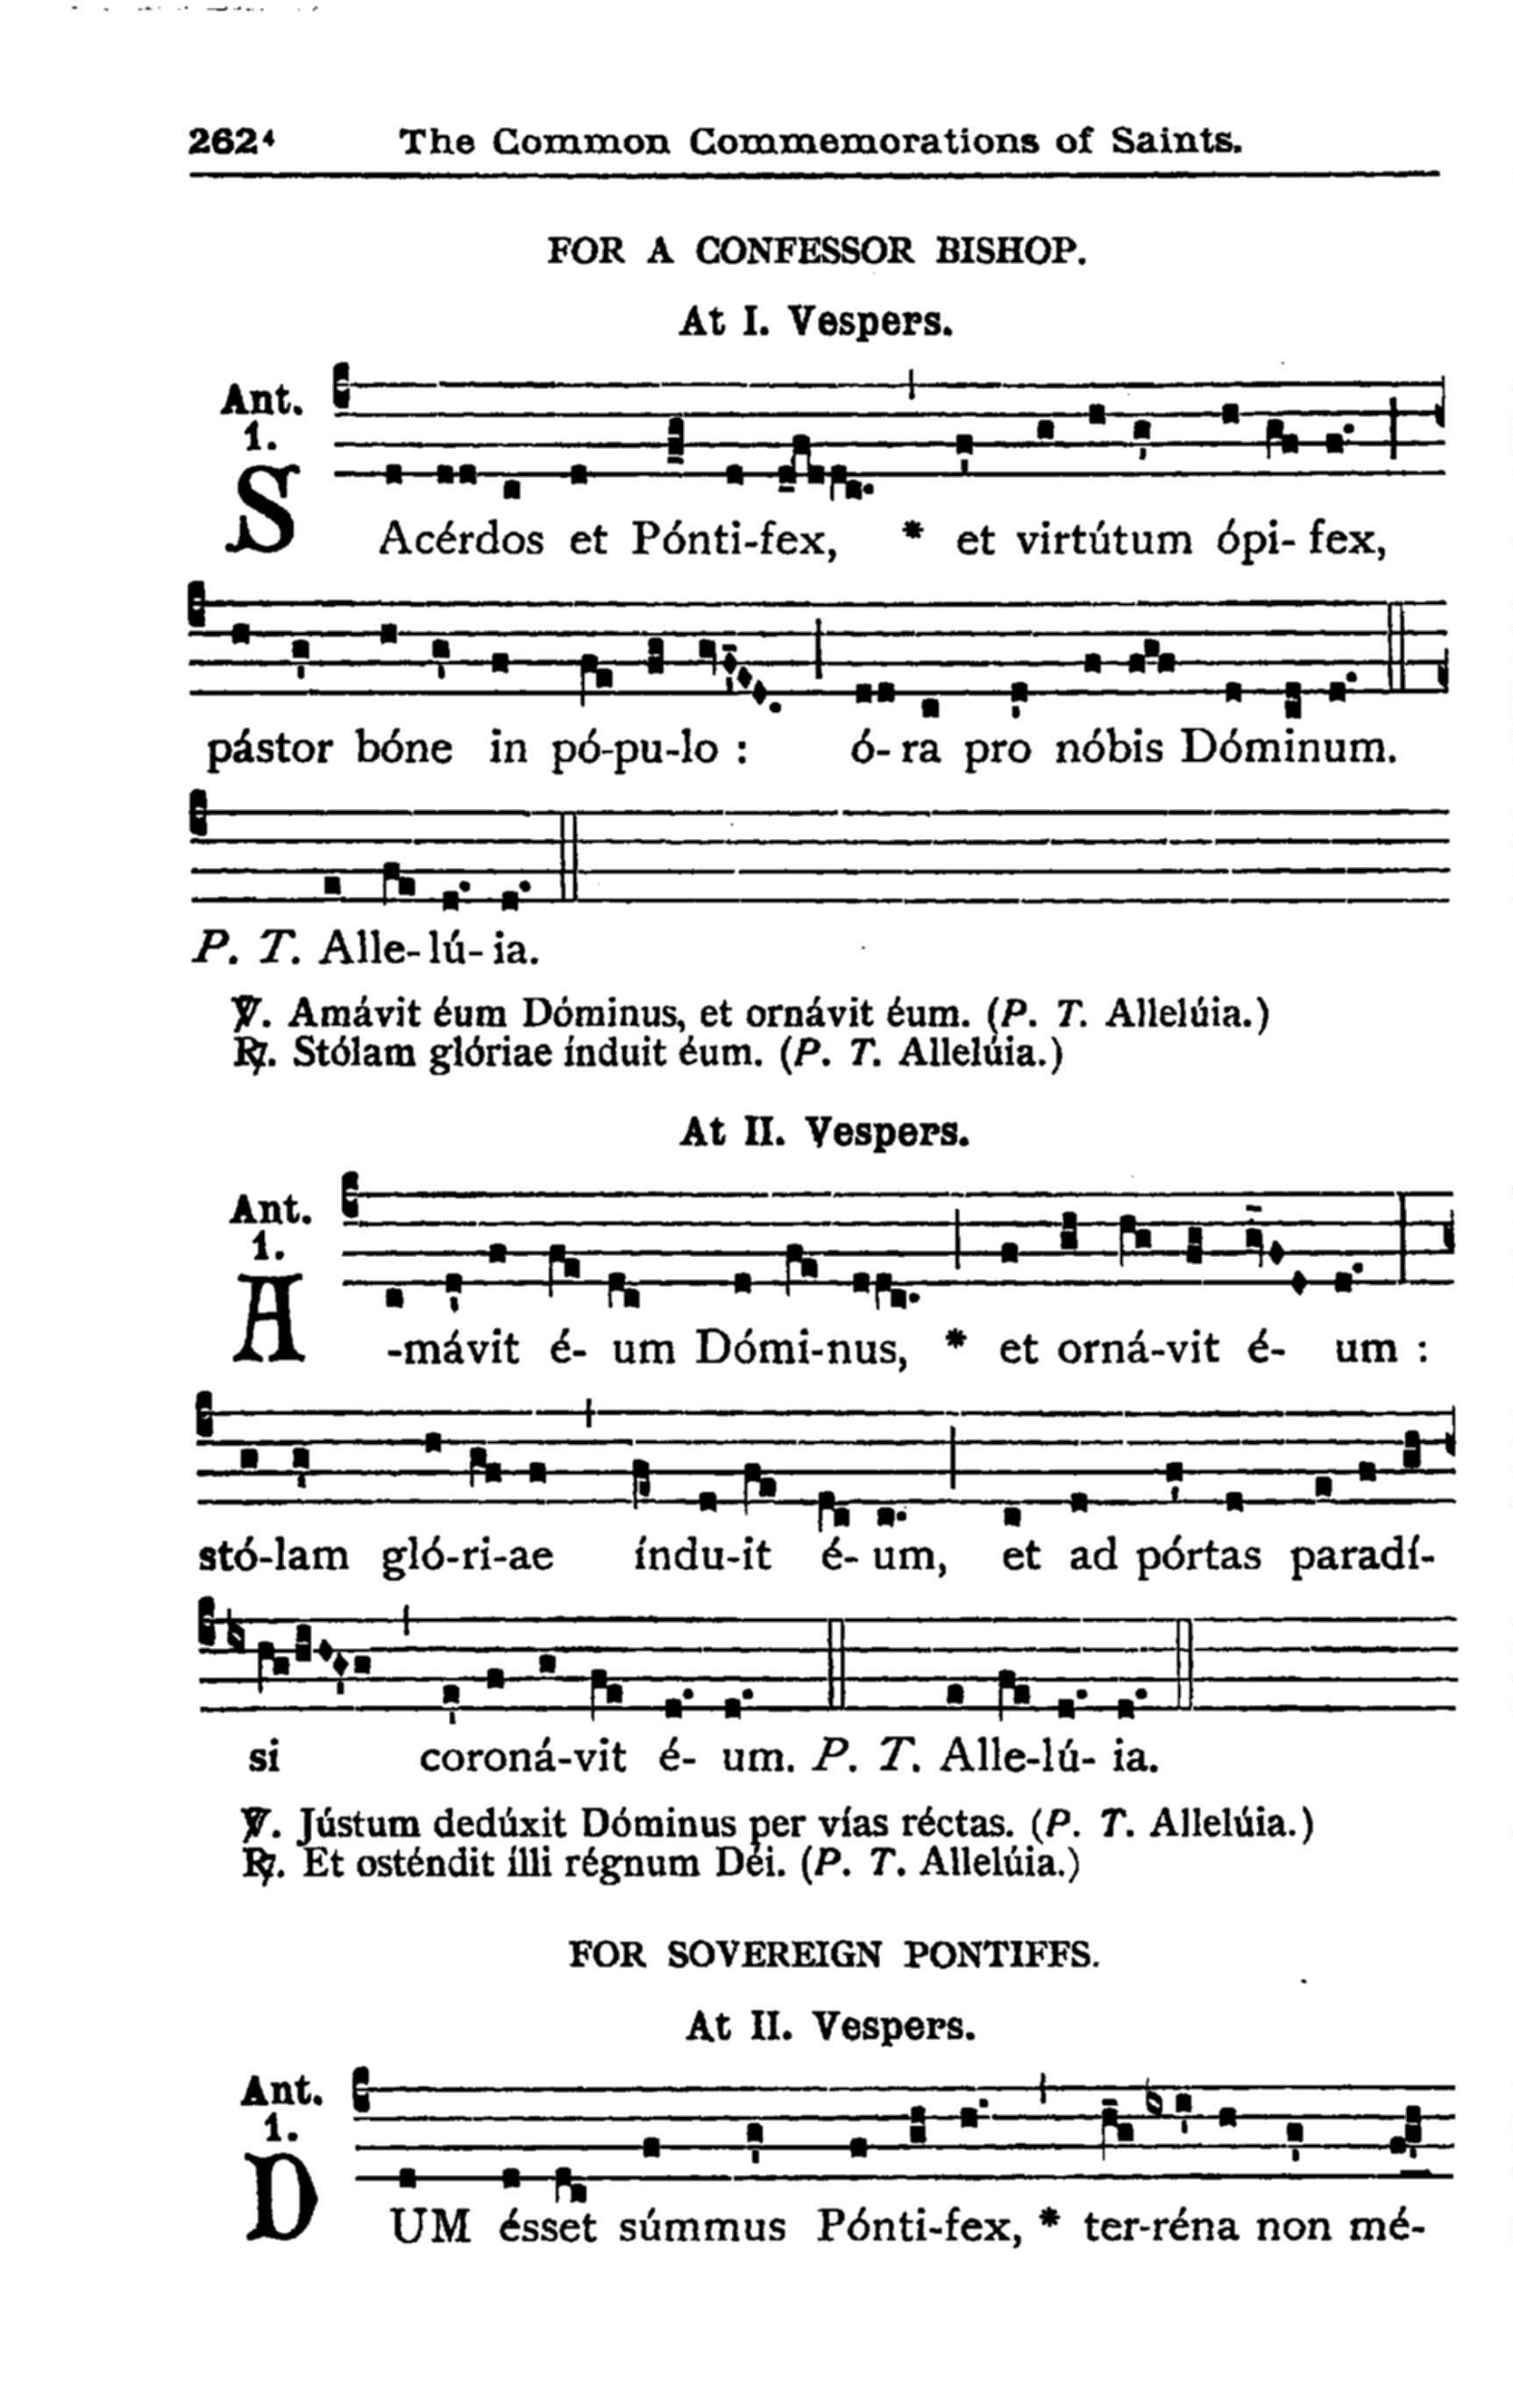 262⁴ The Common Commemorations of Saints.
FOR A CONFESSOR BISHOP.
At I. Vespers.
Ant.
1.
SAcérdos et Pónti-fex, * et virtútum ópi- fex,
pástor bóne in pó-pu-lo : ó- ra pro nóbis Dóminum.
P. T. Alle- lú- ia.
℣. Amávit éum Dóminus, et ornávit éum. (P. T. Allelúia.)
℟. Stólam glóriae índuit éum. (P. T. Allelúia.)
At II. Vespers.
Ant.
1.
A-mávit é- um Dómi-nus, * et orná-vit é- um :
stó-lam gló-ri-ae índu-it é- um, et ad pórtas paradí-
si coroná-vit é- um. P. T. Alle-lú- ia.
℣. Jústum dedúxit Dóminus per vías réctas. (P. T. Allelúia.)
℟. Et osténdit ílli régnum Déi. (P. T. Allelúia.)
FOR SOVEREIGN PONTIFFS.
At II. Vespers.
Ant.
1.
DUM ésset súmmus Pónti-fex, * ter-réna non mé-